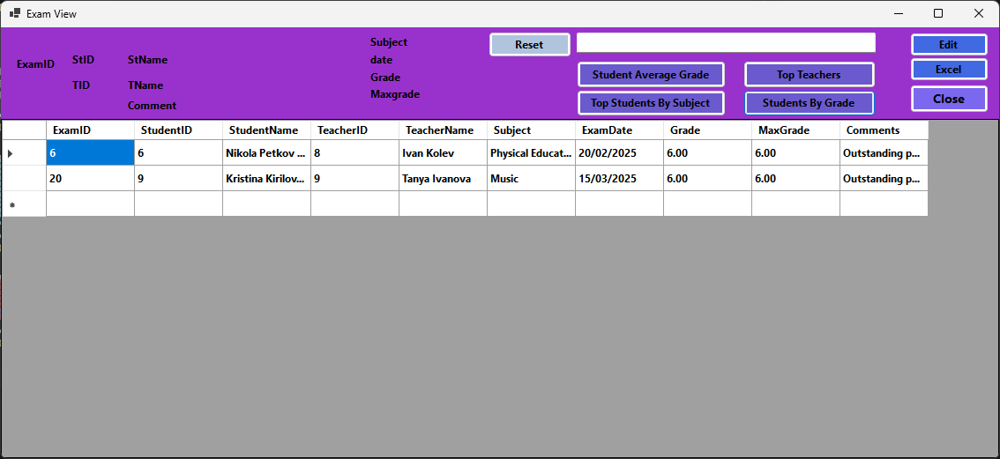 Exam View
Subject
Reset
ExamID
StID
StName
date
Edit
Grade
Student Average Grade
Top Teachers
Excel
TID
TName
Maxgrade
Comment
Top Students By Subject
Students By Grade
Close
ExamID StudentID StudentName TeacherID TeacherName Subject ExamDate Grade MaxGrade Comments
6 6 Nikola Petkov ... 8 Ivan Kolev Physical Educat... 20/02/2025 6.00 6.00 Outstanding p...
20 9 Kristina Kirilov... 9 Tanya Ivanova Music 15/03/2025 6.00 6.00 Outstanding p...